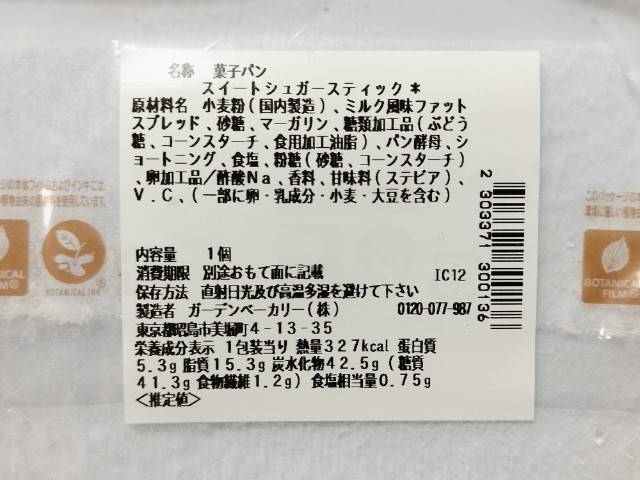 名称 菓子パン
スイートシュガースティック＊
原材料名 小麦粉（国内製造）、ミルク風味ファット
スプレッド、砂糖、マーガリン、糖類加工品（ぶどう
糖、コーンスターチ、食用加工油脂）、パン酵母、シ
ョートニング、食塩、粉糖（砂糖、コーンスターチ）
、卵加工品／酢酸Ｎａ、香料、甘味料（ステビア）、
Ｖ.Ｃ、（一部に卵・乳成分・小麦・大豆を含む）
内容量 1個
消費期限 別途おもて面に記載 IC12
保存方法 直射日光及び高温多湿を避けて下さい
製造者 ガーデンベーカリー（株） 0120-077-987
東京都昭島市美堀町4-13-35
栄養成分表示 1包装当り 熱量327kcal 蛋白質
5.3g 脂質15.3g 炭水化物42.5g（糖質
41.3g 食物繊維1.2g）食塩相当量0.75g
＜推定値＞
2 303371 300136
BOTANICAL INK®
FILM®
BOTANICAL
FILM®